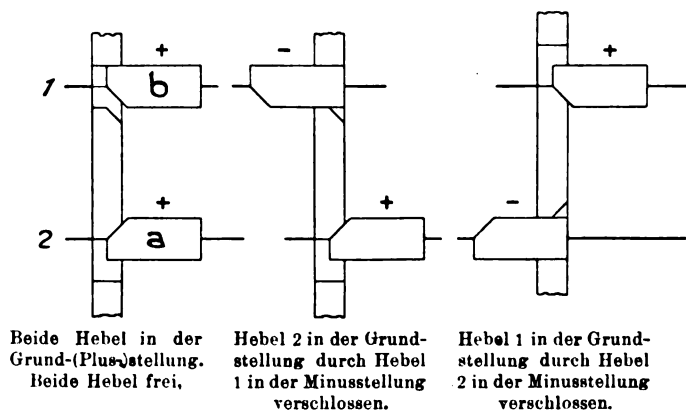 + - +
1 b
+ + -
2 a
Beide Hebel in der
Grund-(Plus-)stellung.
Beide Hebel frei,
Hebel 2 in der Grund-
stellung durch Hebel
1 in der Minusstellung
verschlossen.
Hebel 1 in der Grund-
stellung durch Hebel
2 in der Minusstellung
verschlossen.